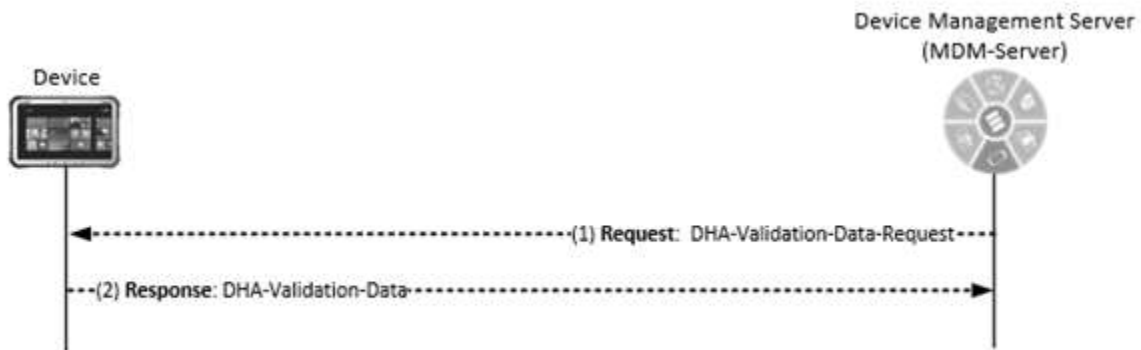 Device Management Server
(MDM-Server)
Device
(1) Request: DHA-Validation-Data-Request
(2) Response: DHA-Validation-Data